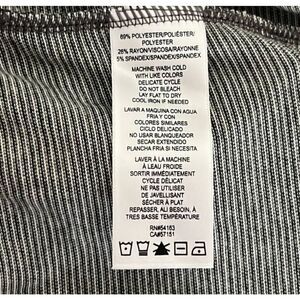 69% POLYESTER/POLIÉSTER/
POLYESTER
26% RAYON/VISCOSA/RAYONNE
5% SPANDEX/SPANDEX/SPANDEX
MACHINE WASH COLD
WITH LIKE COLORS
DELICATE CYCLE
DO NOT BLEACH
LAY FLAT TO DRY
COOL IRON IF NEEDED
LAVAR A MAQUINA CON AGUA
FRIA Y CON
COLORES SIMILARES
CICLO DELICADO
NO USAR BLANQUEADOR
SECAR EXTENDIDO
PLANCHA FRIA SI NECESITA
LAVER À LA MACHINE
À LEAU FROIDE
SORTIR IMMÉDIATEMENT
CYCLE DÉLICAT
NE PAS UTILISER
DE JAVELLISANT
SÉCHER À PLAT
REPASSER, AU BESOIN, À
TRES BASSE TEMPÉRATURE
RN#54163
CA#57151